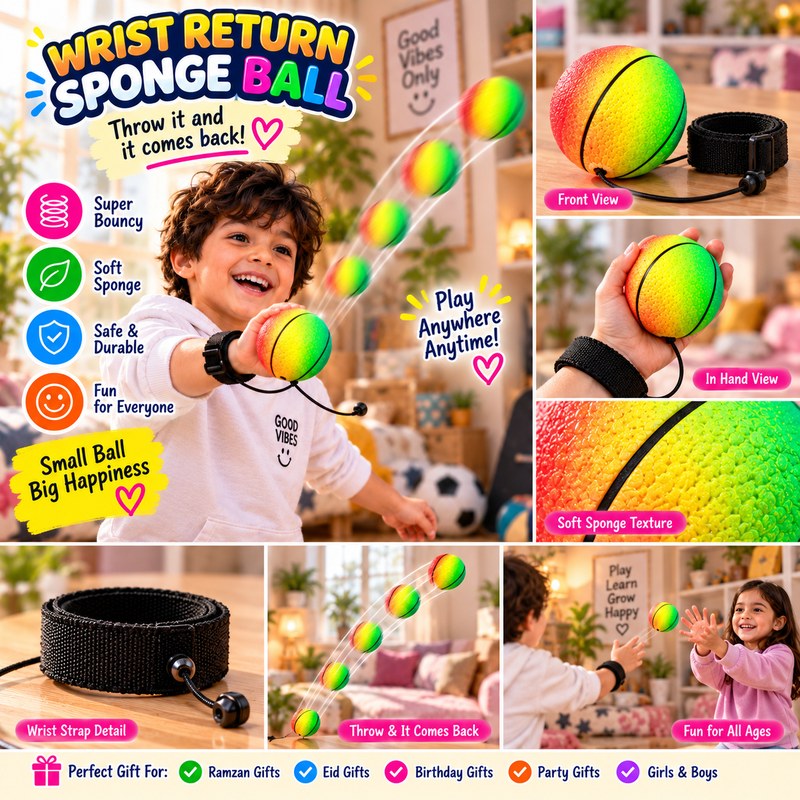 WRIST RETURN
SPONGE BALL
Throw it and
it comes back!
Good
Vibes
Only
Super
Bouncy
Soft
Sponge
Safe &
Durable
Fun
for Everyone
Small Ball
Big Happiness
Play
Anywhere
Anytime!
GOOD
VIBES
Front View
In Hand View
Soft Sponge Texture
Wrist Strap Detail
Throw & It Comes Back
Play
Learn
Grow
Happy
Fun for All Ages
Perfect Gift For:
Ramzan Gifts
Eid Gifts
Birthday Gifts
Party Gifts
Girls & Boys